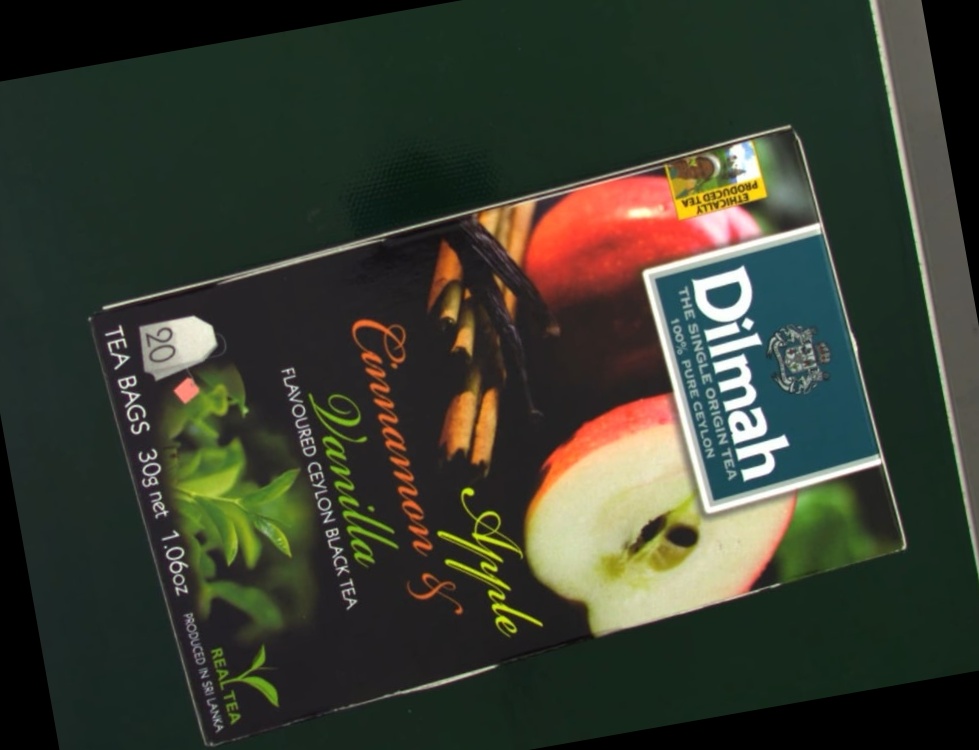 ETHICALLY
PRODUCED TEA
Dilmah
THE SINGLE ORIGIN TEA
100% PURE CEYLON
Apple
Cinnamon &
Vanilla
FLAVOURED CEYLON BLACK TEA
20
TEA BAGS 30g net 1.06oz
REAL TEA
PRODUCED IN SRI LANKA